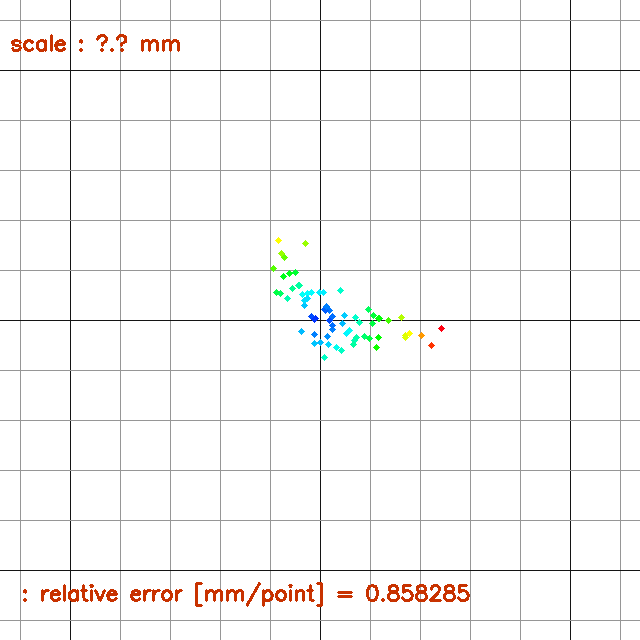 scale : ?.? mm
: relative error [mm/point] = 0.858285